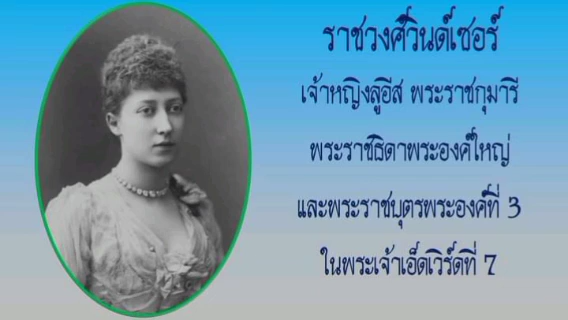 ราชวงศ์วินด์เซอร์
เจ้าหญิงลูอีส พระราชกุมารี
พระราชธิดาพระองค์ใหญ่
และพระราชบุตรพระองค์ที่ 3
ในพระเจ้าเอ็ดเวิร์ดที่ 7